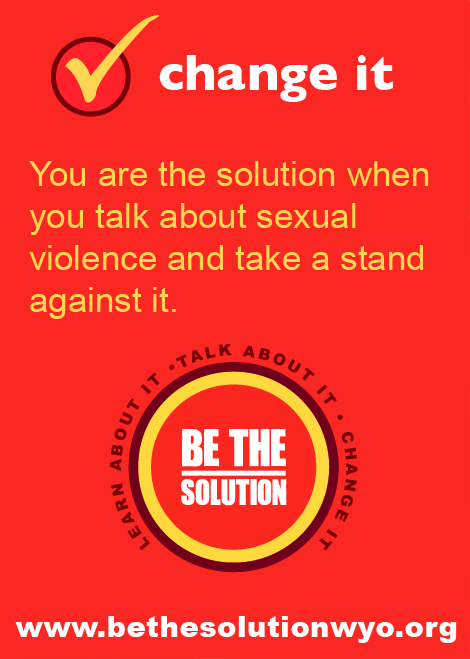 change it
You are the solution when
you talk about sexual
violence and take a stand
against it.
LEARN ABOUT IT • TALK ABOUT IT • CHANGE IT
BE THE
SOLUTION
www.bethesolutionwyo.org